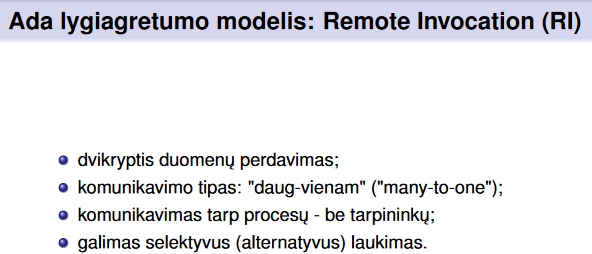 Ada lygiagretumo modelis: Remote Invocation (RI)
dvikryptis duomenų perdavimas;
komunikavimo tipas: "daug-vienam" ("many-to-one");
komunikavimas tarp procesų - be tarpininkų;
galimas selektyvus (alternatyvus) laukimas.